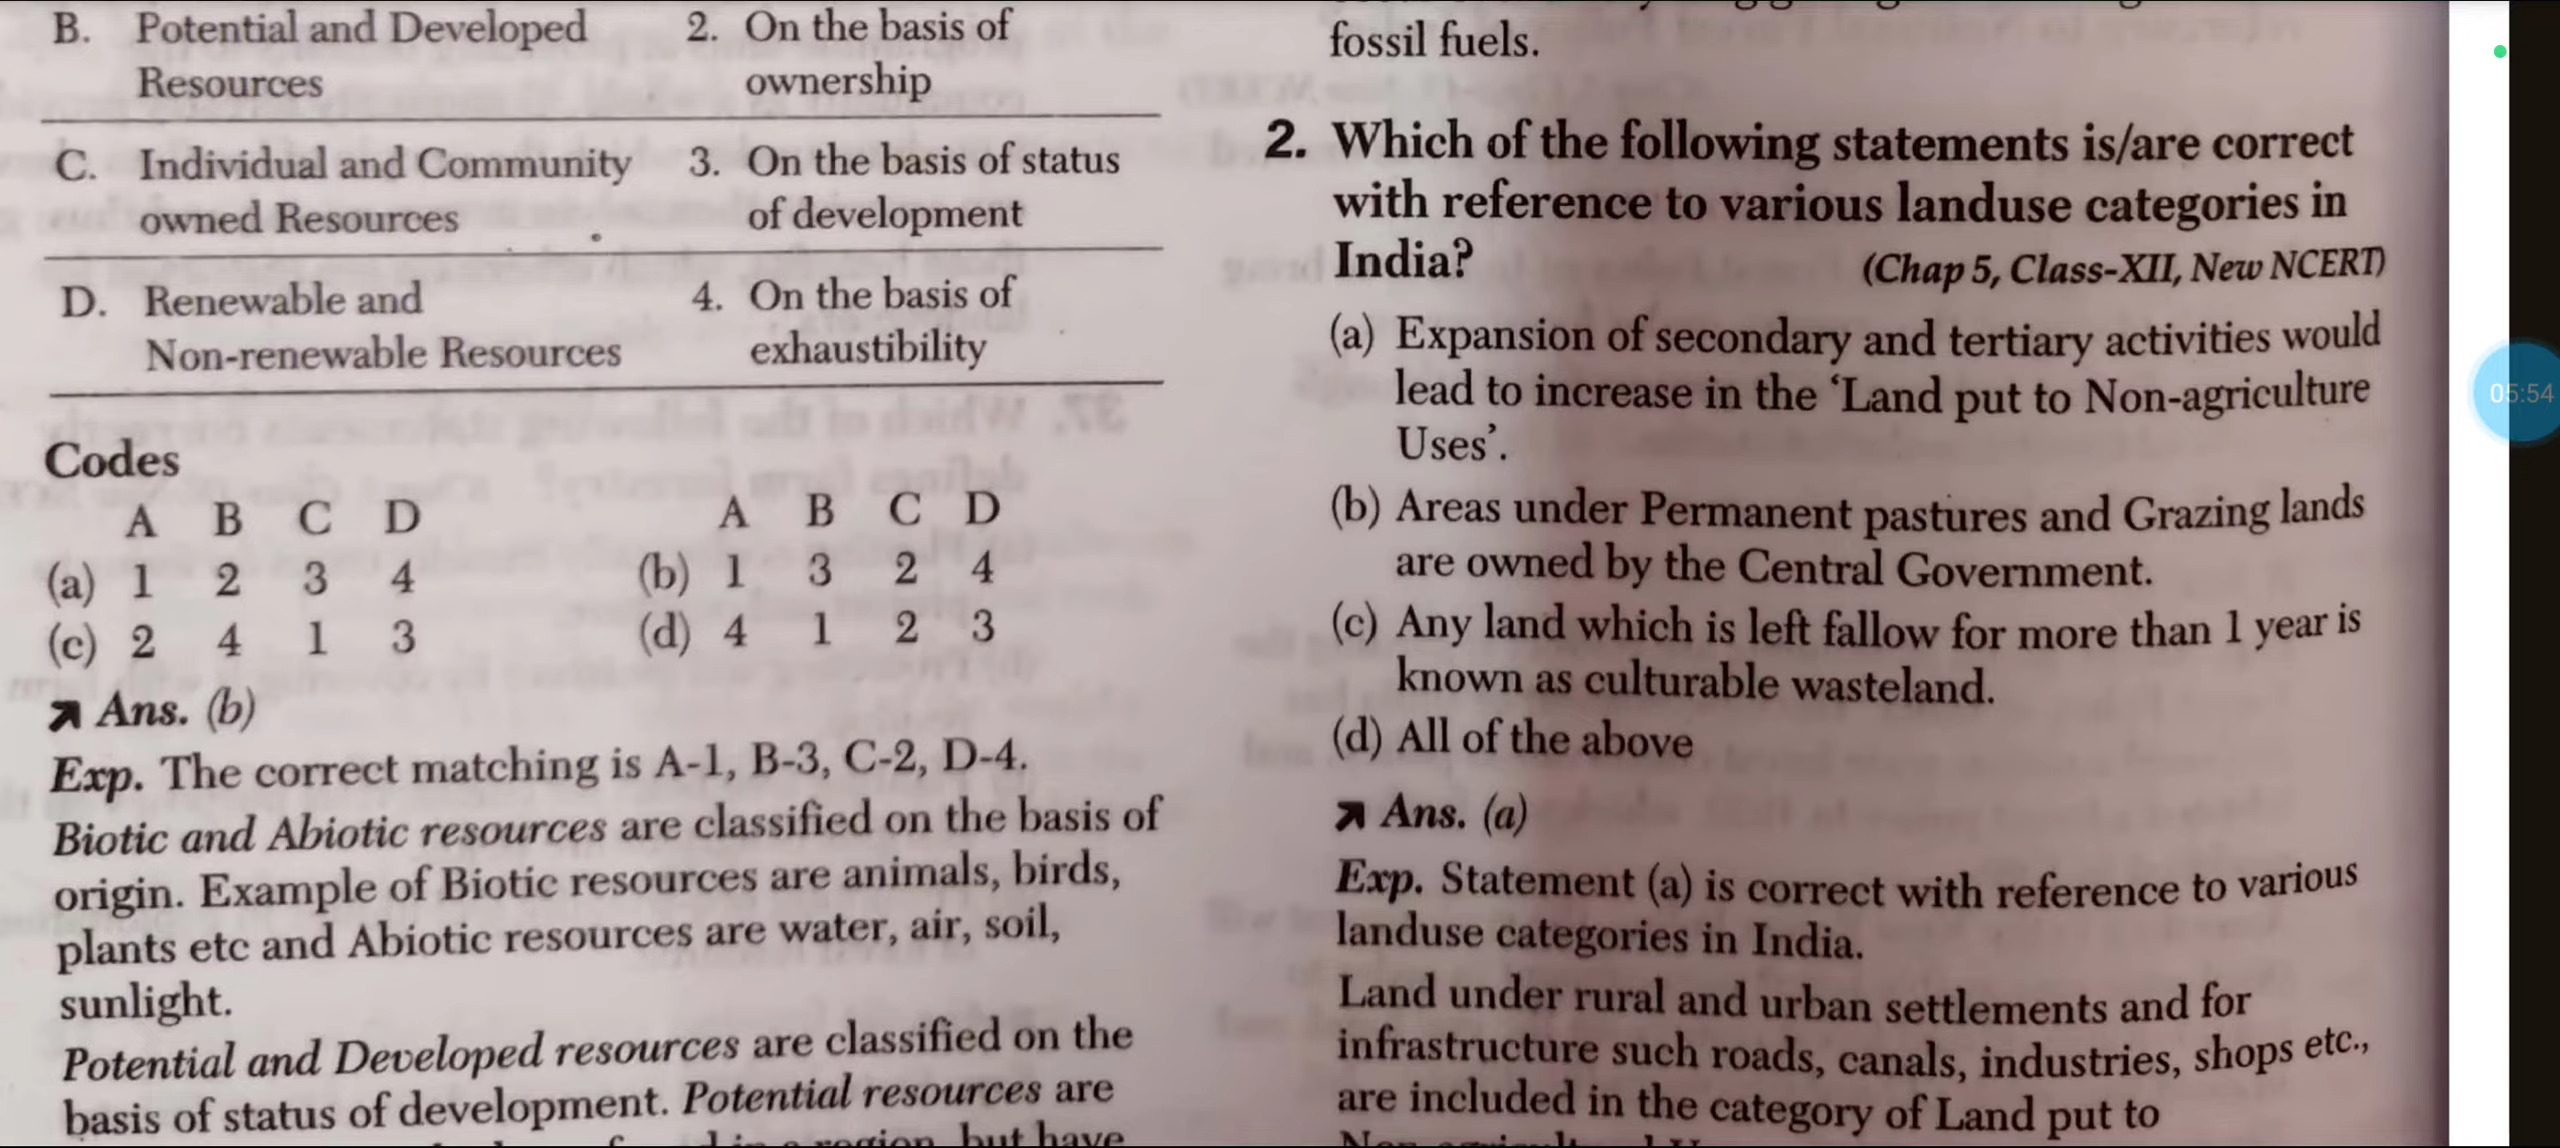 B. Potential and Developed 2. On the basis of
Resources ownership
C. Individual and Community 3. On the basis of status
owned Resources of development
D. Renewable and 4. On the basis of
Non-renewable Resources exhaustibility
Codes
A B C D A B C D
(a) 1 2 3 4 (b) 1 3 2 4
(c) 2 4 1 3 (d) 4 1 2 3
Ans. (b)
Exp. The correct matching is A-1, B-3, C-2, D-4.
Biotic and Abiotic resources are classified on the basis of
origin. Example of Biotic resources are animals, birds,
plants etc and Abiotic resources are water, air, soil,
sunlight.
Potential and Developed resources are classified on the
basis of status of development. Potential resources are
region, but have
fossil fuels.
2. Which of the following statements is/are correct
with reference to various landuse categories in
India? (Chap 5, Class-XII, New NCERT)
(a) Expansion of secondary and tertiary activities would
lead to increase in the ‘Land put to Non-agriculture
Uses’.
(b) Areas under Permanent pastures and Grazing lands
are owned by the Central Government.
(c) Any land which is left fallow for more than 1 year is
known as culturable wasteland.
(d) All of the above
Ans. (a)
Exp. Statement (a) is correct with reference to various
landuse categories in India.
Land under rural and urban settlements and for
infrastructure such roads, canals, industries, shops etc.,
are included in the category of Land put to
05:54